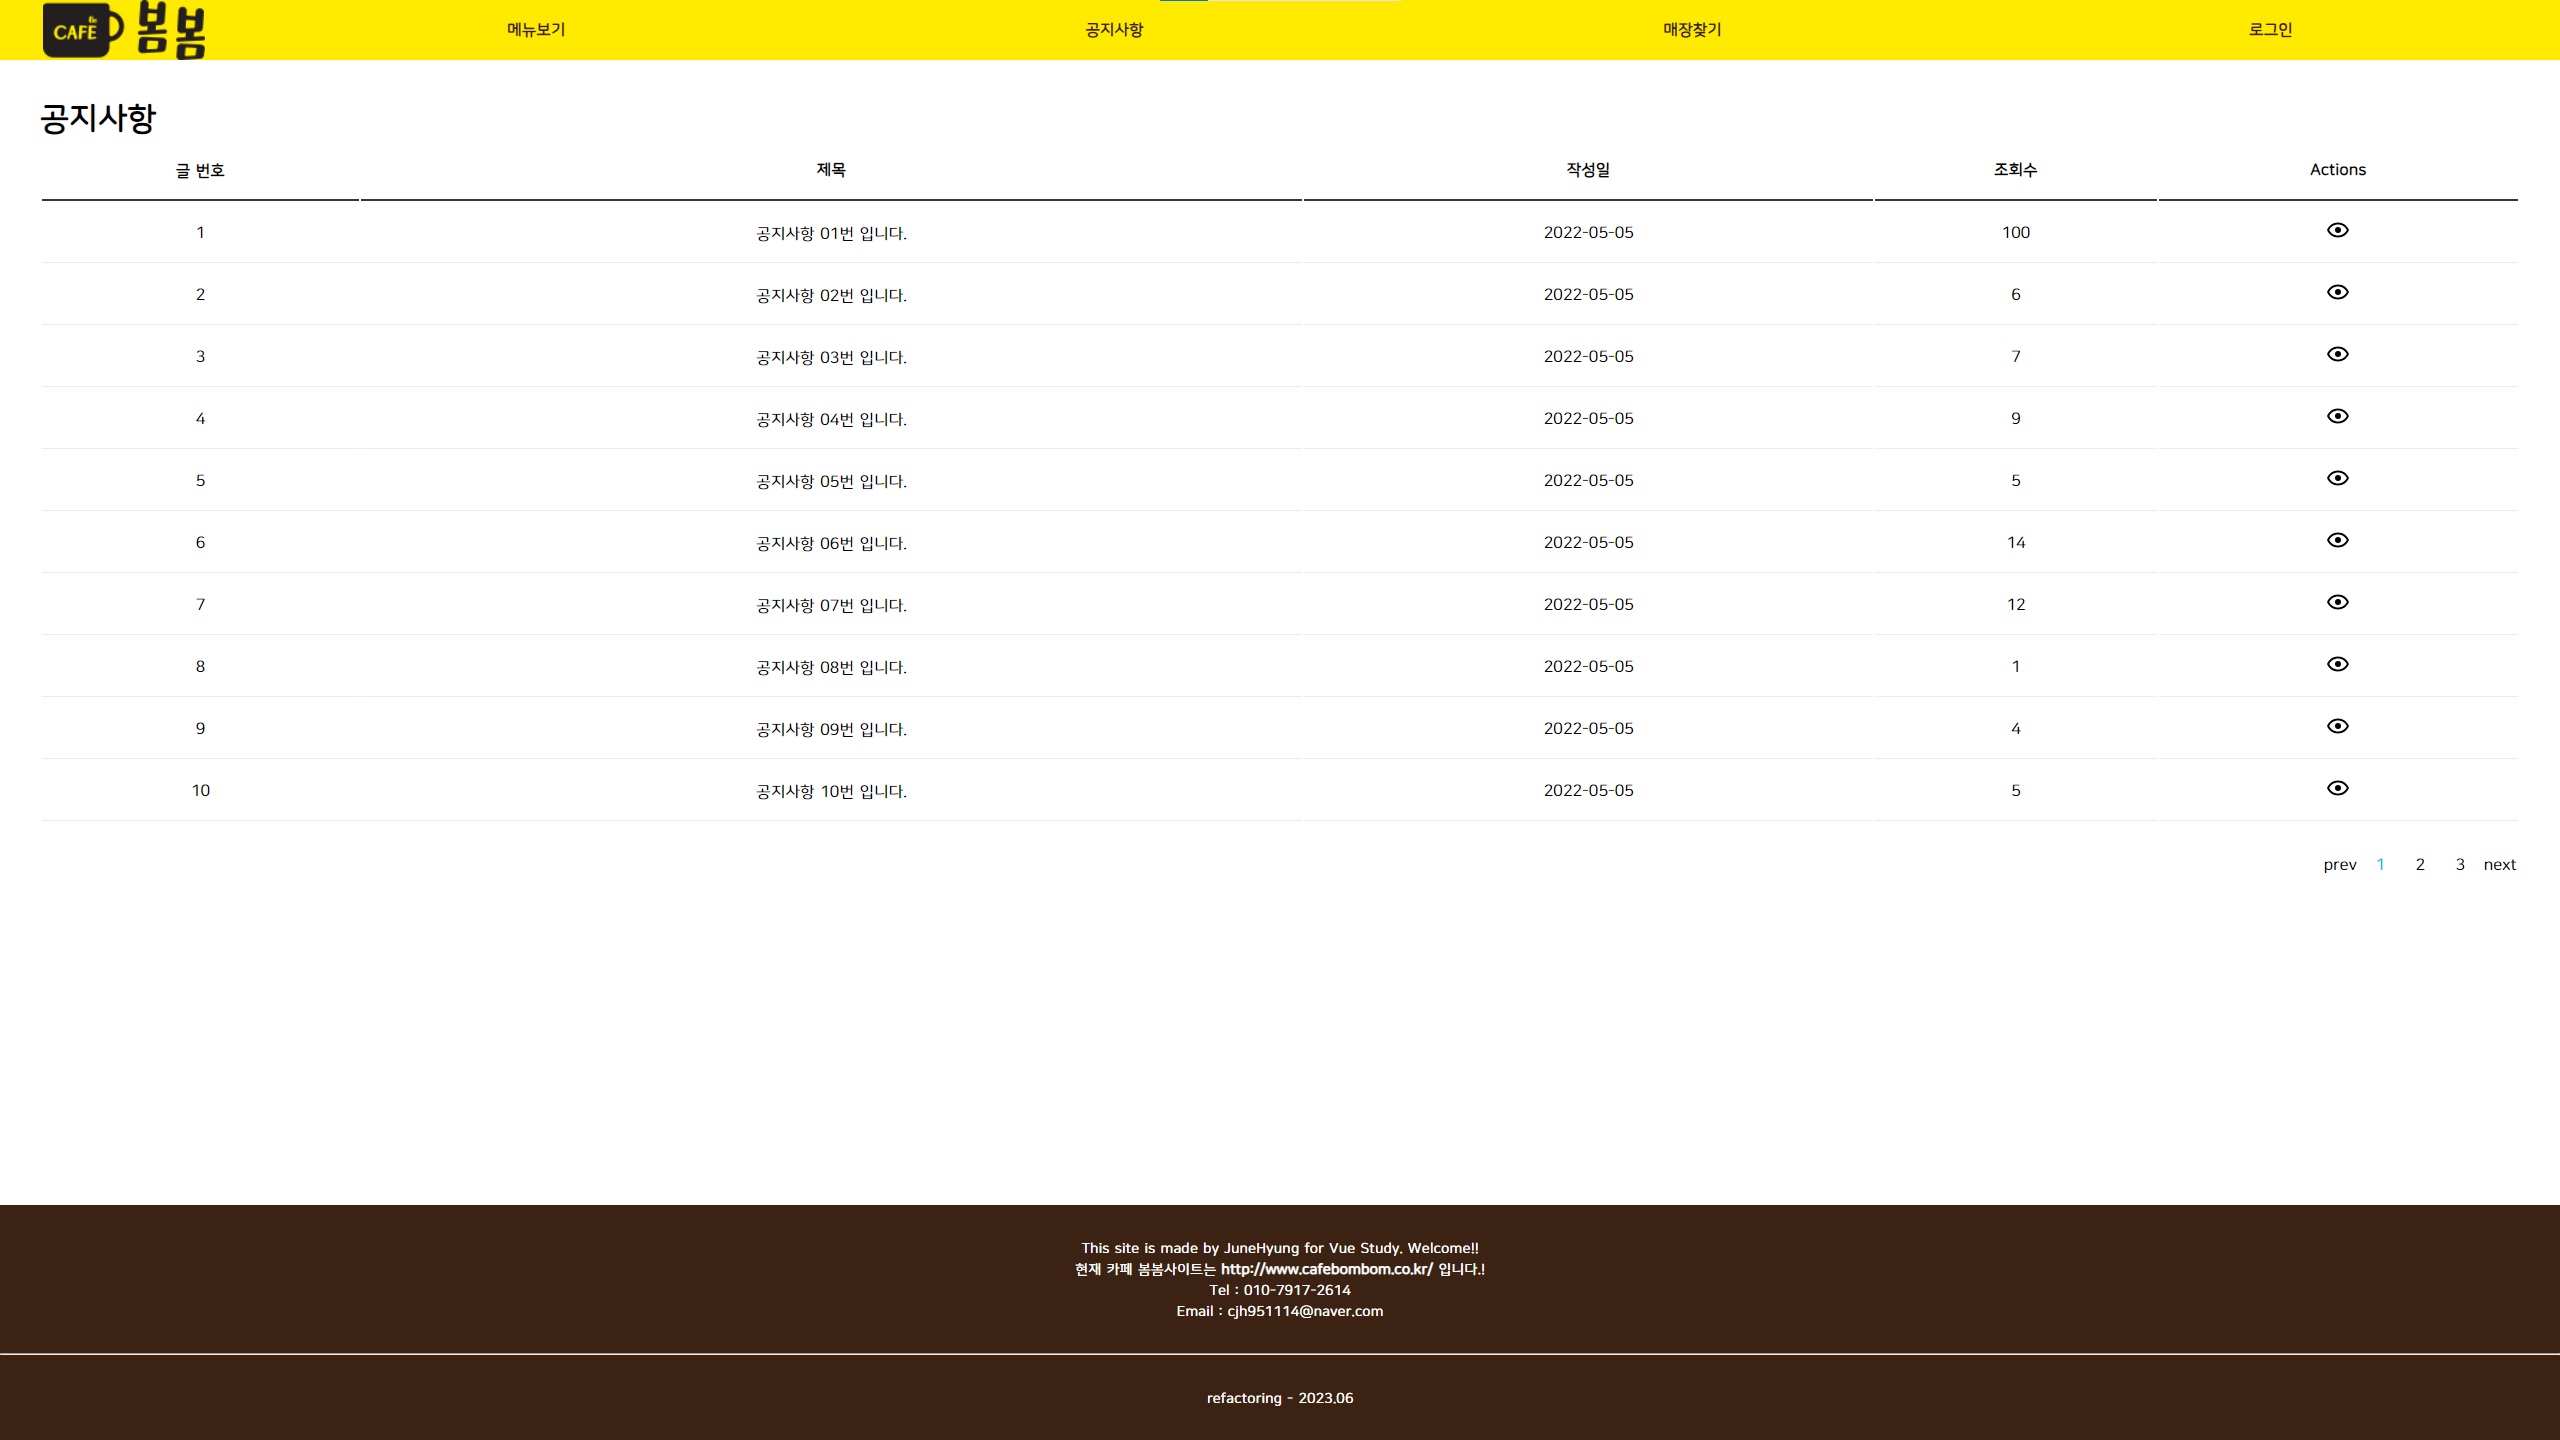 CAFE 봄봄 메뉴보기 공지사항 매장찾기 로그인
공지사항
글 번호 제목 작성일 조회수 Actions
1 공지사항 01번 입니다. 2022-05-05 100
2 공지사항 02번 입니다. 2022-05-05 6
3 공지사항 03번 입니다. 2022-05-05 7
4 공지사항 04번 입니다. 2022-05-05 9
5 공지사항 05번 입니다. 2022-05-05 5
6 공지사항 06번 입니다. 2022-05-05 14
7 공지사항 07번 입니다. 2022-05-05 12
8 공지사항 08번 입니다. 2022-05-05 1
9 공지사항 09번 입니다. 2022-05-05 4
10 공지사항 10번 입니다. 2022-05-05 5
prev 1 2 3 next
This site is made by JuneHyung for Vue Study. Welcome!!
현재 카페 봄봄사이트는 http://www.cafebombom.co.kr/ 입니다.!
Tel : 010-7917-2614
Email : cjh951114@naver.com
refactoring - 2023.06